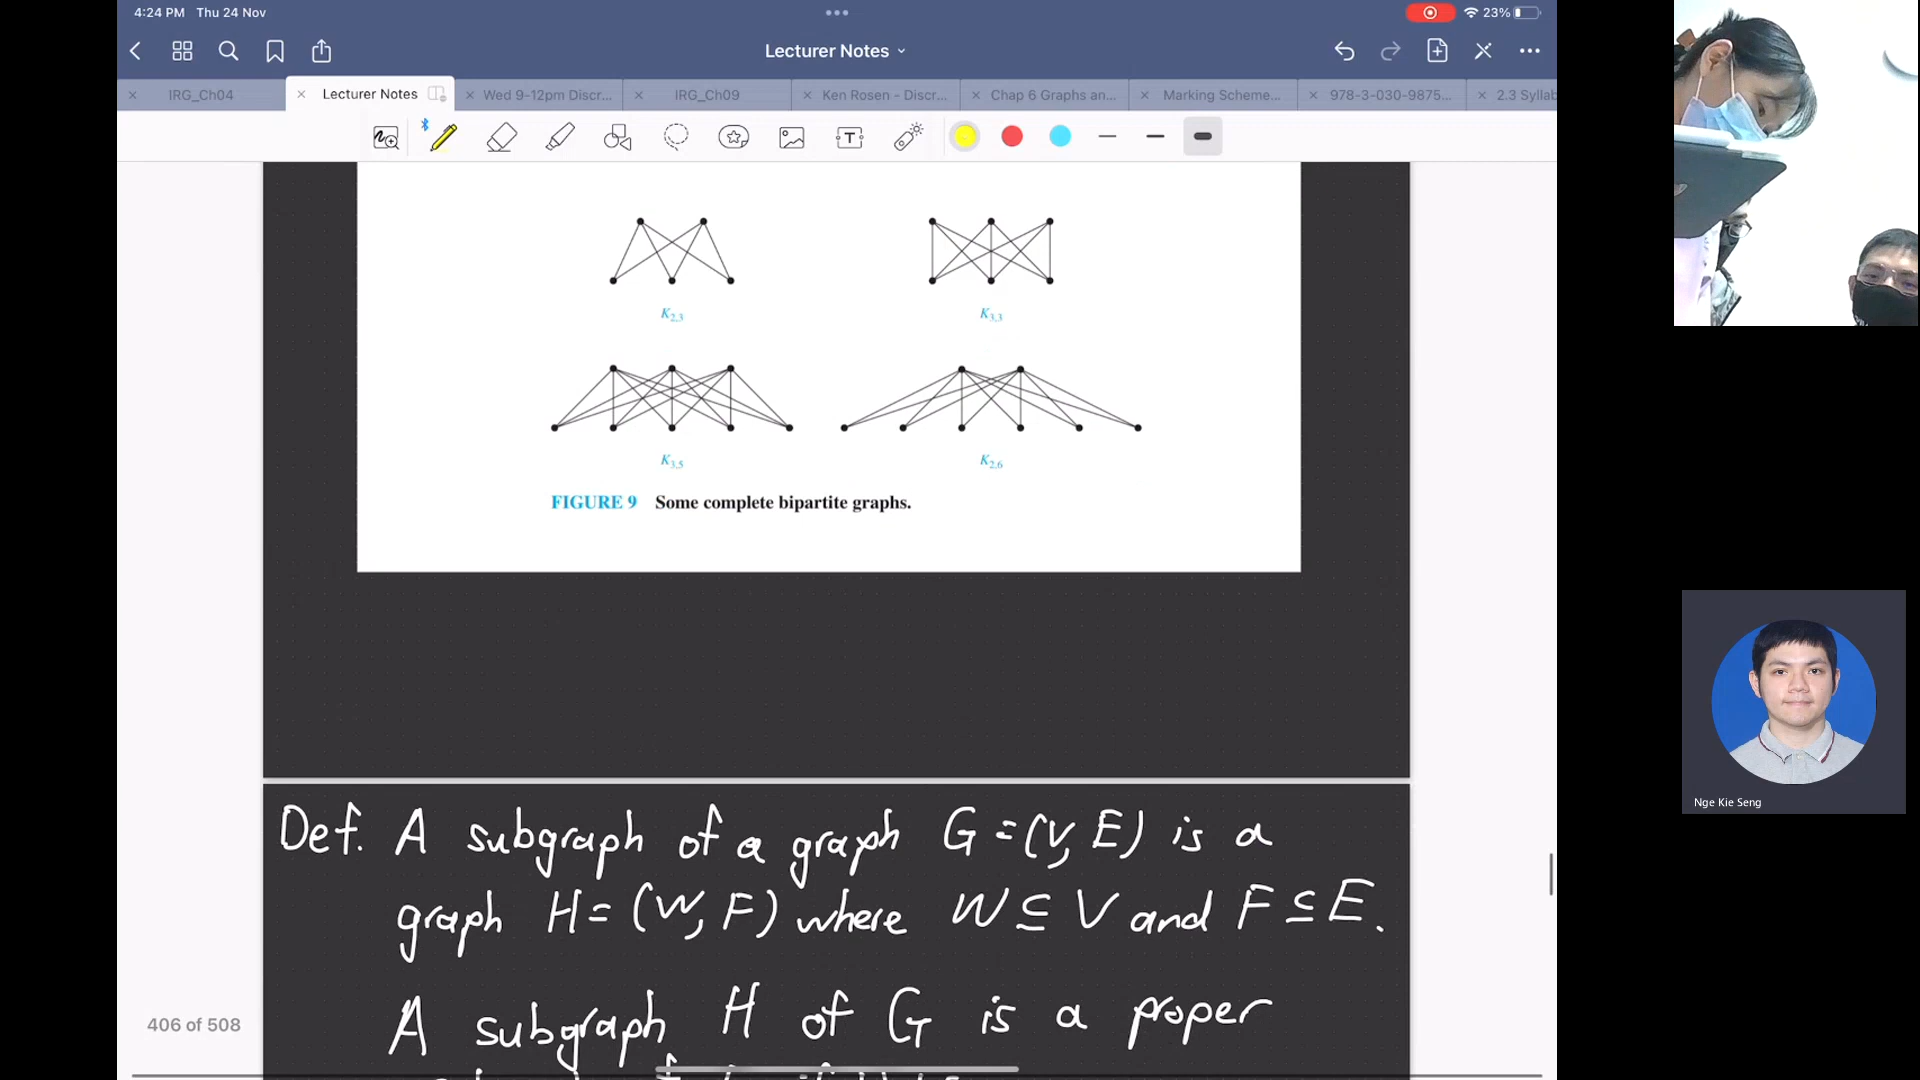 4:24 PM Thu 24 Nov
23%
Lecturer Notes
IRG_Ch04
Lecturer Notes
Wed 9-12pm Discr...
IRG_Ch09
Ken Rosen - Discr...
Chap 6 Graphs an...
Marking Scheme...
978-3-030-9875...
2.3 Syllab
K2,3
K3,3
K3,5
K2,6
FIGURE 9 Some complete bipartite graphs.
Def. A subgraph of a graph G = (V, E) is a
graph H = (W, F) where W ⊆ V and F ⊆ E.
A subgraph H of G is a proper
406 of 508
Nge Kie Seng